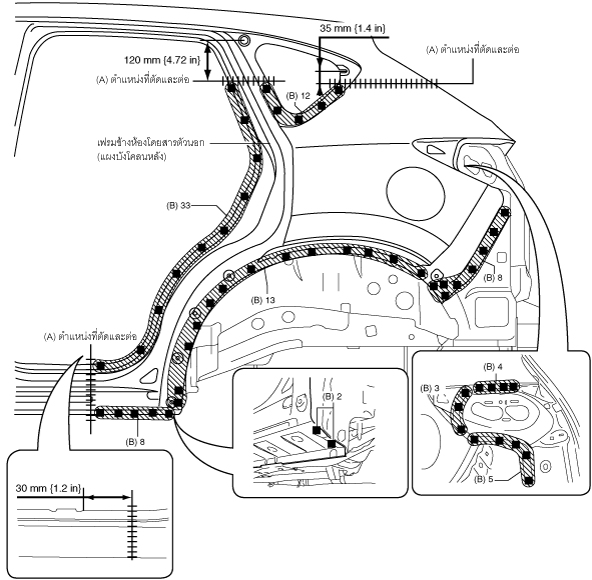 35 mm {1.4 in}
120 mm {4.72 in}
(A) ตำแหน่งที่ตัดและต่อ
(A) ตำแหน่งที่ตัดและต่อ
(B) 12
เฟรมข้างห้องโดยสารตัวนอก
(แผงบังโคลนหลัง)
(B) 33
(B) 8
(B) 13
(A) ตำแหน่งที่ตัดและต่อ
(B) 8
(B) 2
(B) 4
(B) 3
(B) 5
30 mm {1.2 in}